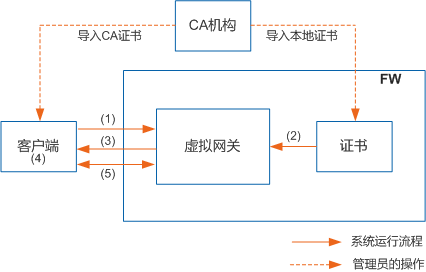 CA机构
导入CA证书
导入本地证书
FW
(1)
(2)
客户端
(4)
(3)
虚拟网关
证书
(5)
系统运行流程
管理员的操作